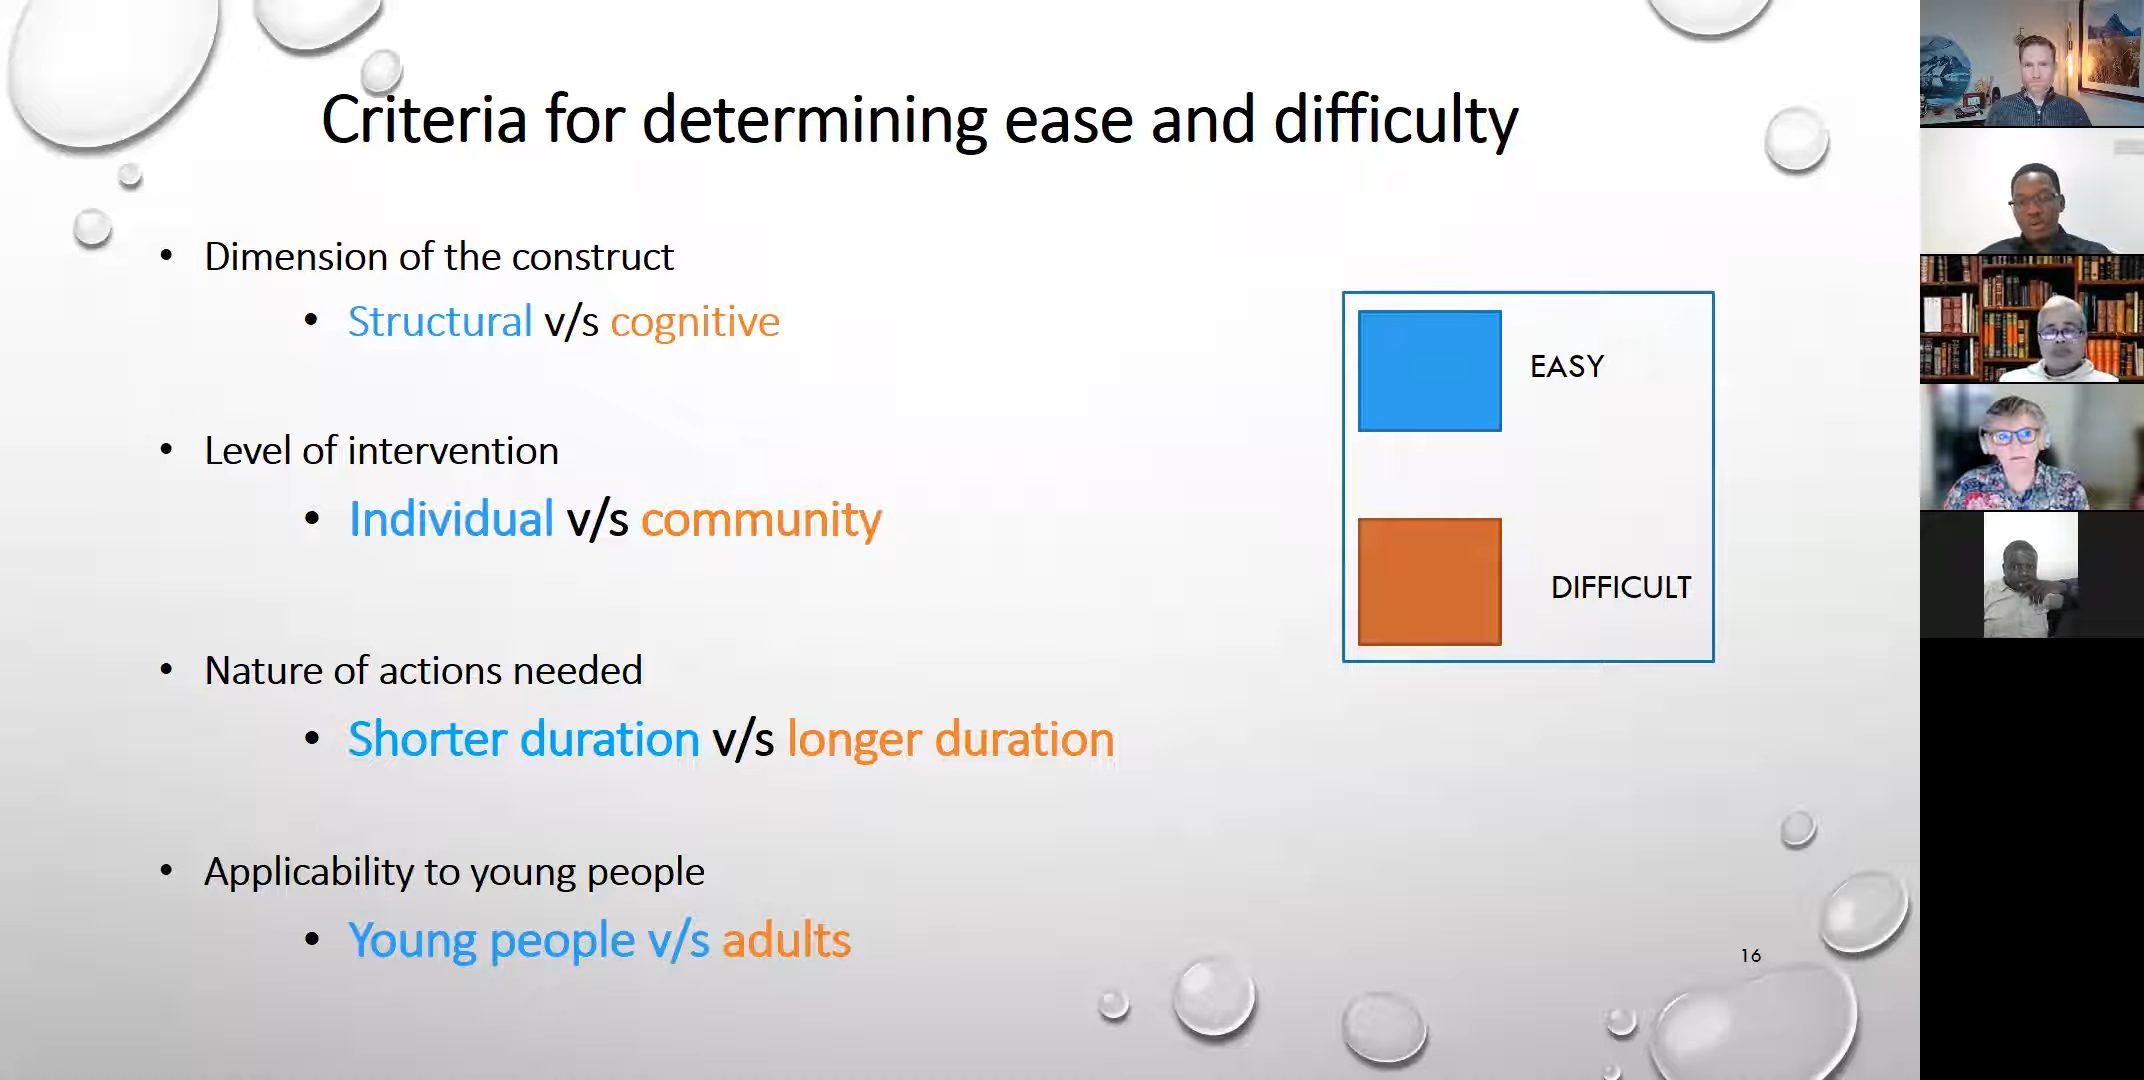 Criteria for determining ease and difficulty
• Dimension of the construct
• Structural v/s cognitive
• Level of intervention
• Individual v/s community
• Nature of actions needed
• Shorter duration v/s longer duration
• Applicability to young people
• Young people v/s adults
EASY
DIFFICULT
16